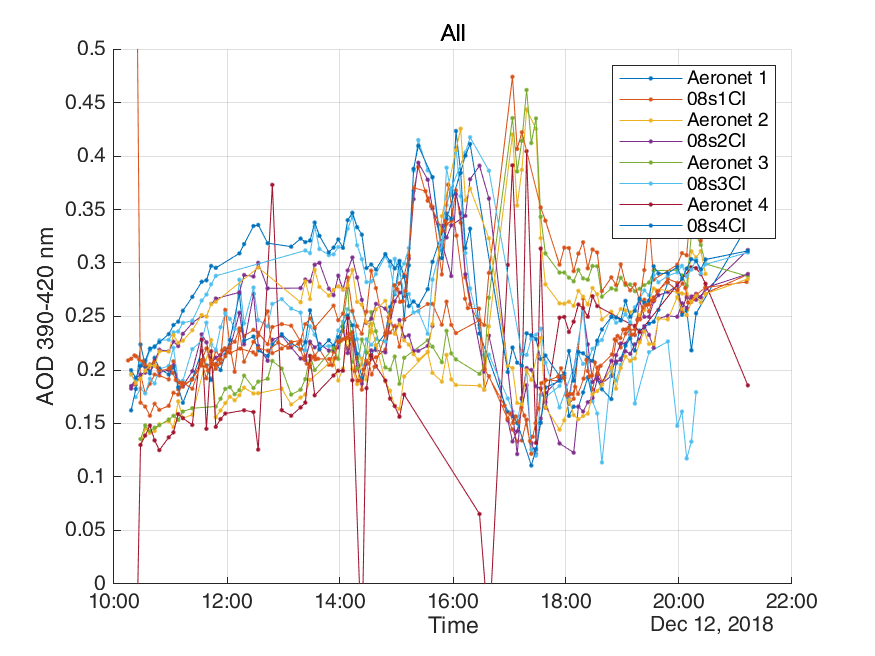 All
0.5
0.45
0.4
0.35
0.3
0.25
0.2
0.15
0.1
0.05
0
AOD 390-420 nm
Aeronet 1
08s1CI
Aeronet 2
08s2CI
Aeronet 3
08s3CI
Aeronet 4
08s4CI
10:00 12:00 14:00 16:00 18:00 20:00 22:00
Time
Dec 12, 2018